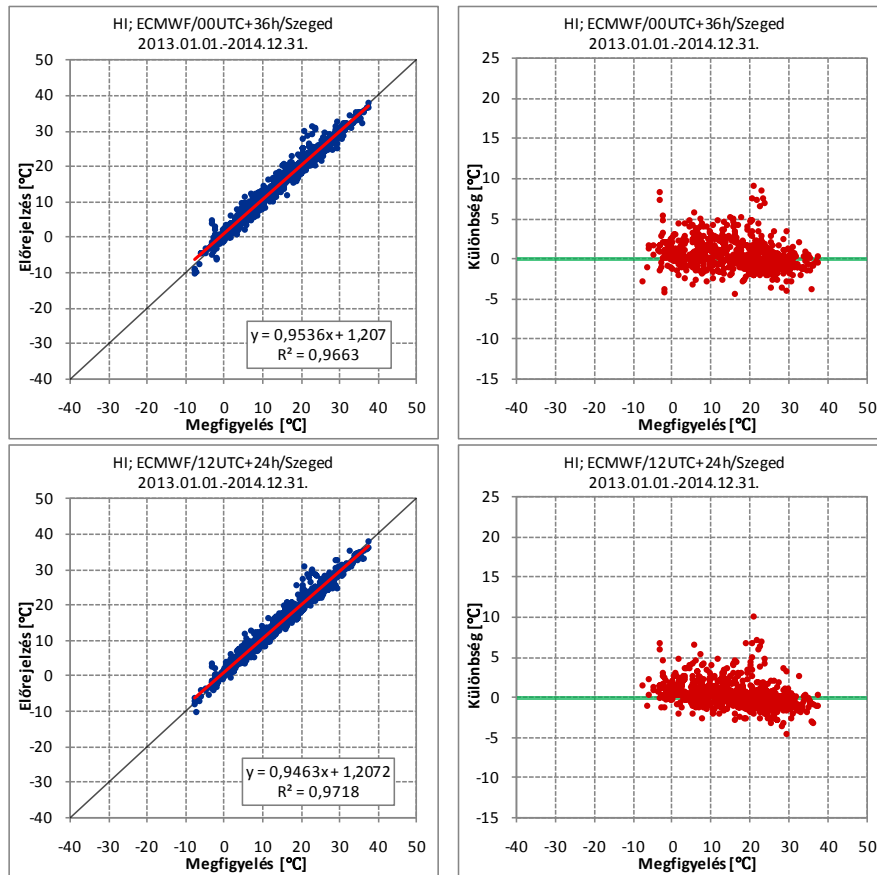 HI; ECMWF/00UTC+36h/Szeged
2013.01.01.-2014.12.31.
50
40
30
20
10
0
-10
-20
-30
-40
Előrejelzés [°C]
y = 0,9536x + 1,207
R² = 0,9663
-40 -30 -20 -10 0 10 20 30 40 50
Megfigyelés [°C]
HI; ECMWF/00UTC+36h/Szeged
2013.01.01.-2014.12.31.
25
20
15
10
5
0
-5
-10
-15
Különbség [°C]
-40 -30 -20 -10 0 10 20 30 40 50
Megfigyelés [°C]
HI; ECMWF/12UTC+24h/Szeged
2013.01.01.-2014.12.31.
50
40
30
20
10
0
-10
-20
-30
-40
Előrejelzés [°C]
y = 0,9463x + 1,2072
R² = 0,9718
-40 -30 -20 -10 0 10 20 30 40 50
Megfigyelés [°C]
HI; ECMWF/12UTC+24h/Szeged
2013.01.01.-2014.12.31.
25
20
15
10
5
0
-5
-10
-15
Különbség [°C]
-40 -30 -20 -10 0 10 20 30 40 50
Megfigyelés [°C]